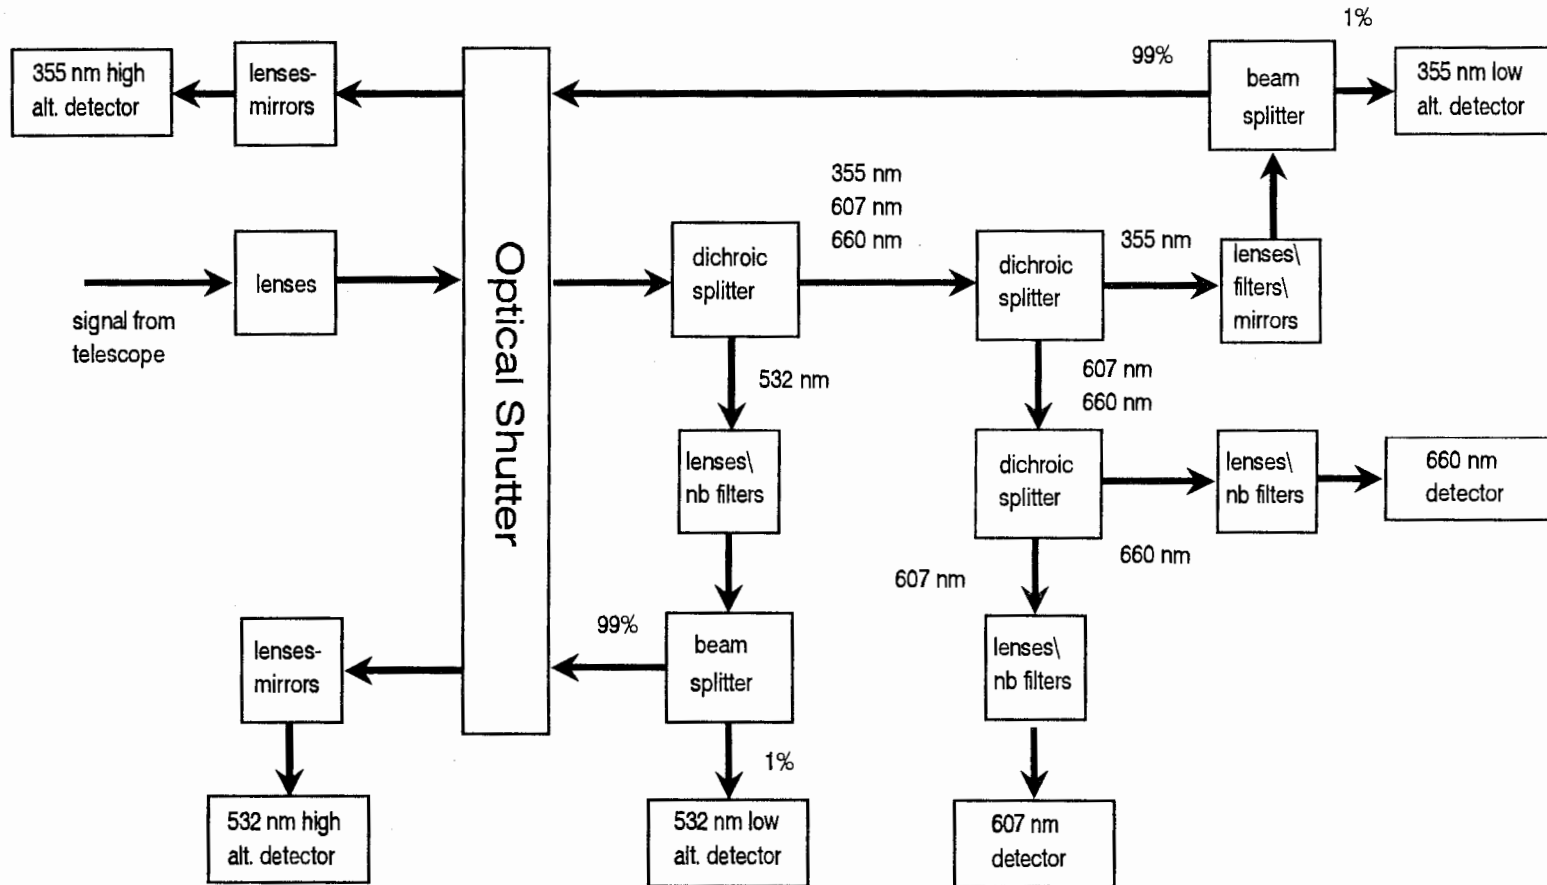 1%
355 nm high
alt. detector
lenses-
mirrors
99%
beam
splitter
355 nm low
alt. detector
355 nm
607 nm
660 nm
signal from
telescope
lenses
Optical Shutter
dichroic
splitter
dichroic
splitter
355 nm
lenses\
filters\
mirrors
532 nm
607 nm
660 nm
lenses\
nb filters
dichroic
splitter
lenses\
nb filters
660 nm
detector
607 nm
660 nm
lenses-
mirrors
99%
beam
splitter
lenses\
nb filters
1%
532 nm high
alt. detector
532 nm low
alt. detector
607 nm
detector